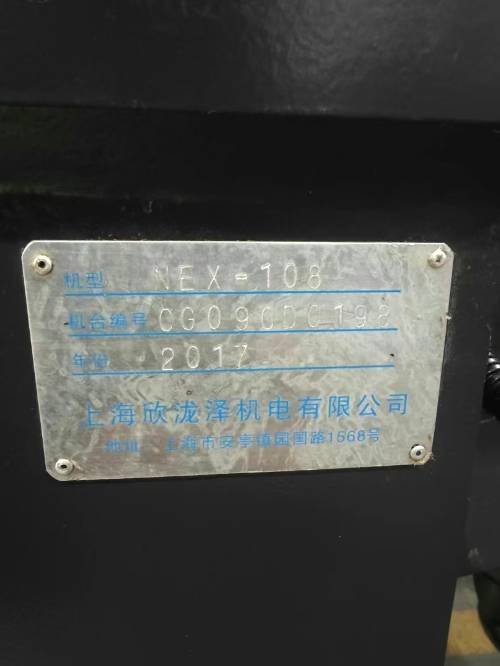 机型 NEX-108
机台编号 CG090DC198
年份 2017
上海欣泷泽机电有限公司
地址 上海市安亭镇园国路1568号